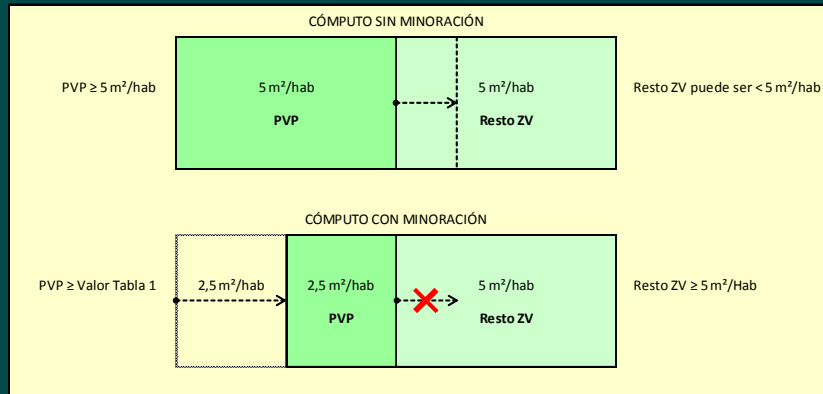 CÓMPUTO SIN MINORACIÓN
PVP ≥ 5 m²/hab
5 m²/hab
5 m²/hab
Resto ZV puede ser < 5 m²/hab
PVP
Resto ZV
CÓMPUTO CON MINORACIÓN
PVP ≥ Valor Tabla 1
2,5 m²/hab
2,5 m²/hab
5 m²/hab
Resto ZV ≥ 5 m²/Hab
PVP
Resto ZV